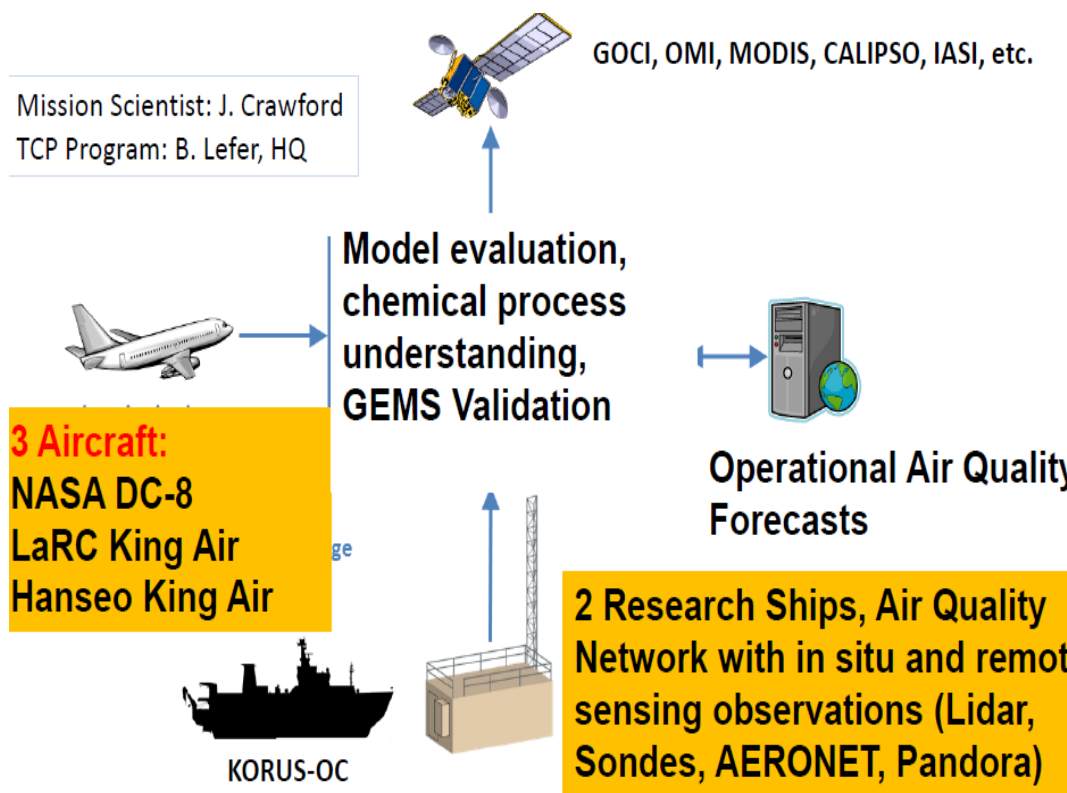 GOCI, OMI, MODIS, CALIPSO, IASI, etc.
Mission Scientist: J. Crawford
TCP Program: B. Lefer, HQ
Model evaluation,
chemical process
understanding,
GEMS Validation
3 Aircraft:
NASA DC-8
LaRC King Air
Hanseo King Air
ge
Operational Air Quality
Forecasts
2 Research Ships, Air Quality
Network with in situ and remot
sensing observations (Lidar,
Sondes, AERONET, Pandora)
KORUS-OC